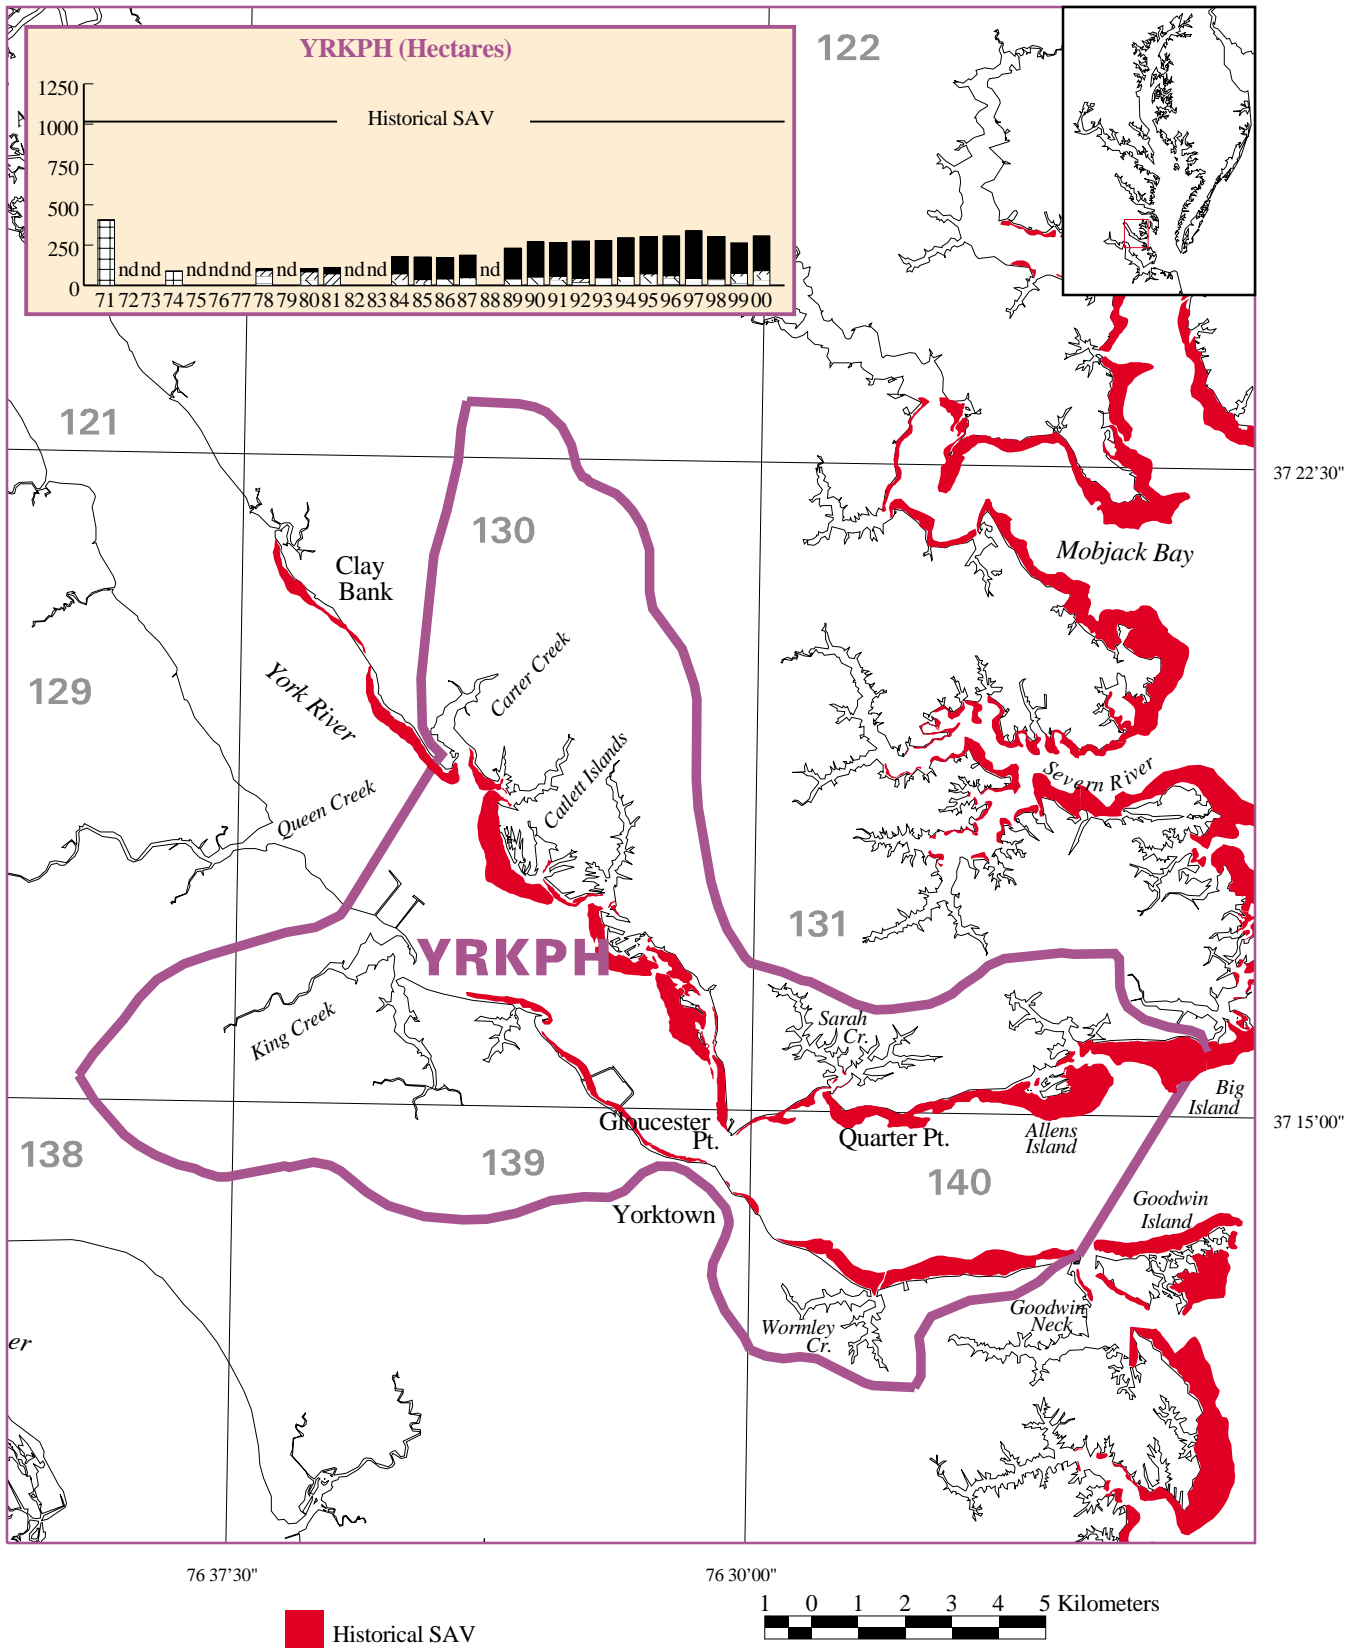 YRKPH (Hectares)
1250
1000
750
500
250
0
Historical SAV
nd nd nd nd nd nd nd nd nd
71 72 73 74 75 76 77 78 79 80 81 82 83 84 85 86 87 88 89 90 91 92 93 94 95 96 97 98 99 00
122
121
37 22'30"
130
Mobjack Bay
Clay
Bank
Carter Creek
129
York River
Catlett Islands
Severn River
Queen Creek
131
YRKPH
King Creek
Sarah
Cr.
Big
Island
37 15'00"
Gloucester
Pt.
Quarter Pt.
Allens
Island
138
139
140
Yorktown
Goodwin
Island
Goodwin
Neck
Wormley
Cr.
er
76 37'30"
76 30'00"
1 0 1 2 3 4 5 Kilometers
Historical SAV